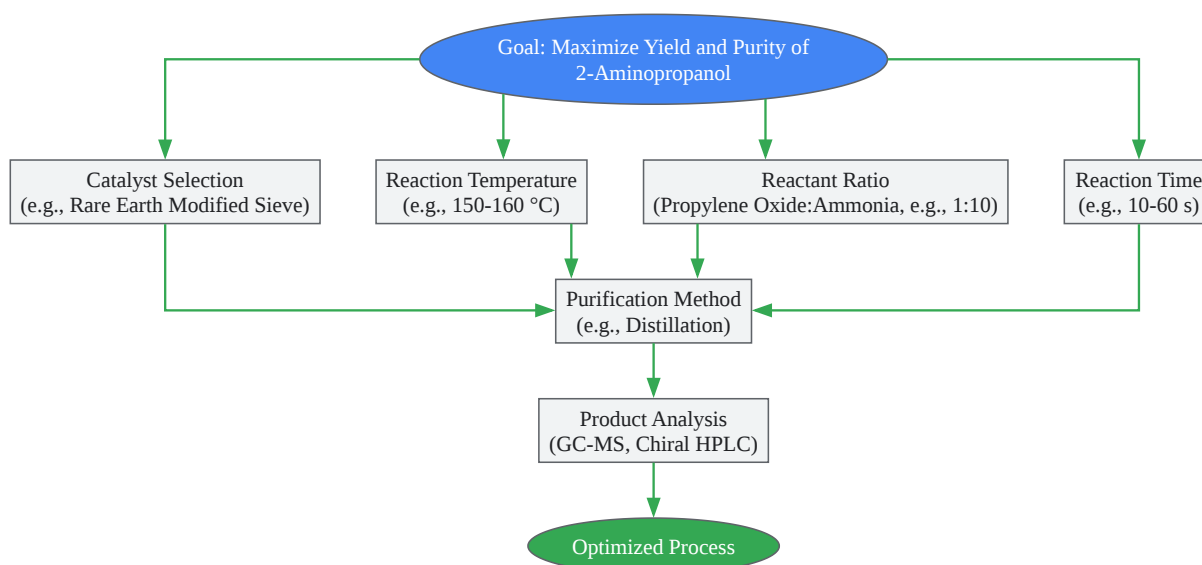 Goal: Maximize Yield and Purity of
2-Aminopropanol
Catalyst Selection
(e.g., Rare Earth Modified Sieve)
Reaction Temperature
(e.g., 150-160 °C)
Reactant Ratio
(Propylene Oxide:Ammonia, e.g., 1:10)
Reaction Time
(e.g., 10-60 s)
Purification Method
(e.g., Distillation)
Product Analysis
(GC-MS, Chiral HPLC)
Optimized Process